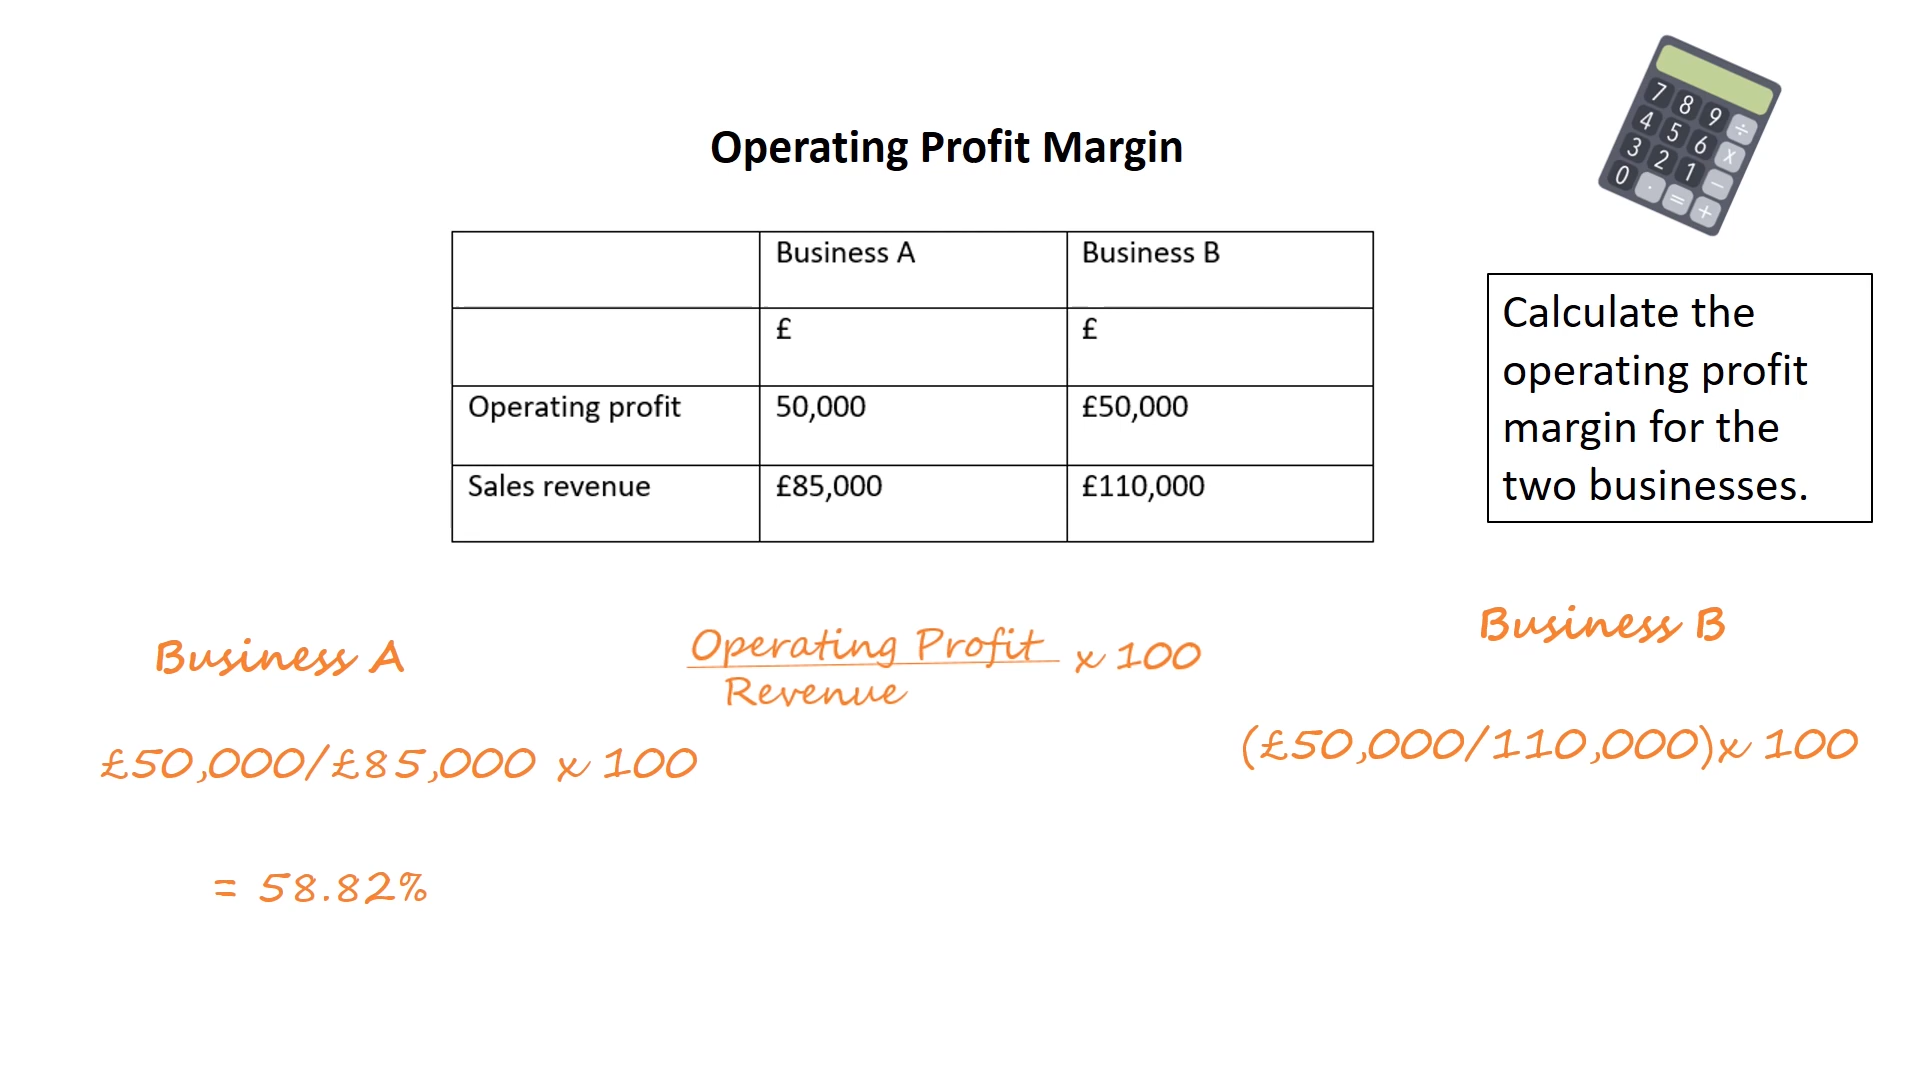 7 8 9 ÷
4 5 6 x
3 2 1 −
0 . = +
Operating Profit Margin
Business A Business B
£ £
Operating profit 50,000 £50,000
Sales revenue £85,000 £110,000
Calculate the
operating profit
margin for the
two businesses.
Business A
£50,000/£85,000 x 100
= 58.82%
Operating Profit x 100
Revenue
Business B
(£50,000/110,000)x 100